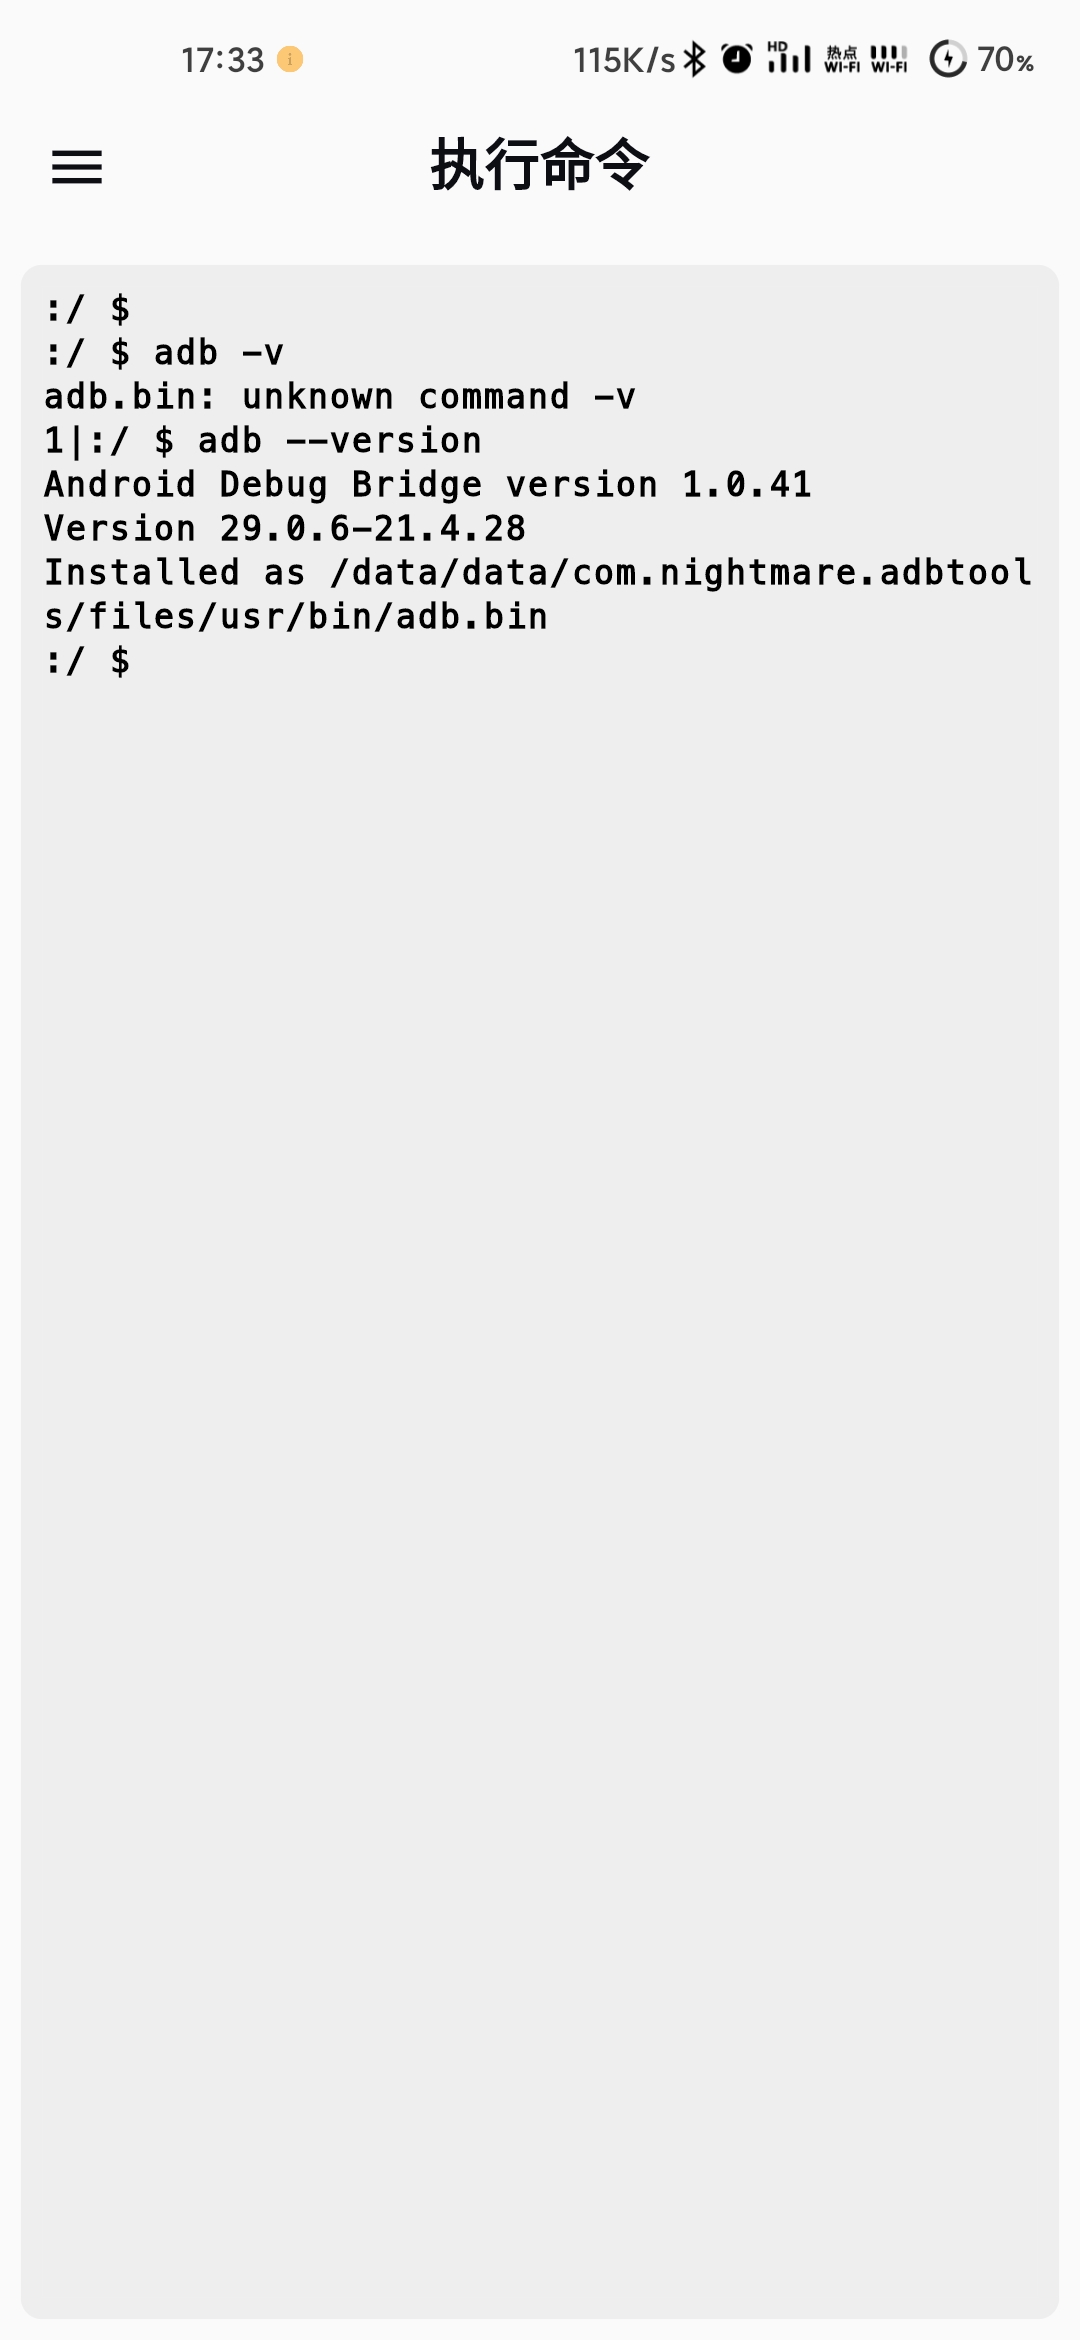 17:33
115K/s HD 热点 WI-FI WI-FI 70%
执行命令
:/ $
:/ $ adb -v
adb.bin: unknown command -v
1|:/ $ adb --version
Android Debug Bridge version 1.0.41
Version 29.0.6-21.4.28
Installed as /data/data/com.nightmare.adbtool
s/files/usr/bin/adb.bin
:/ $